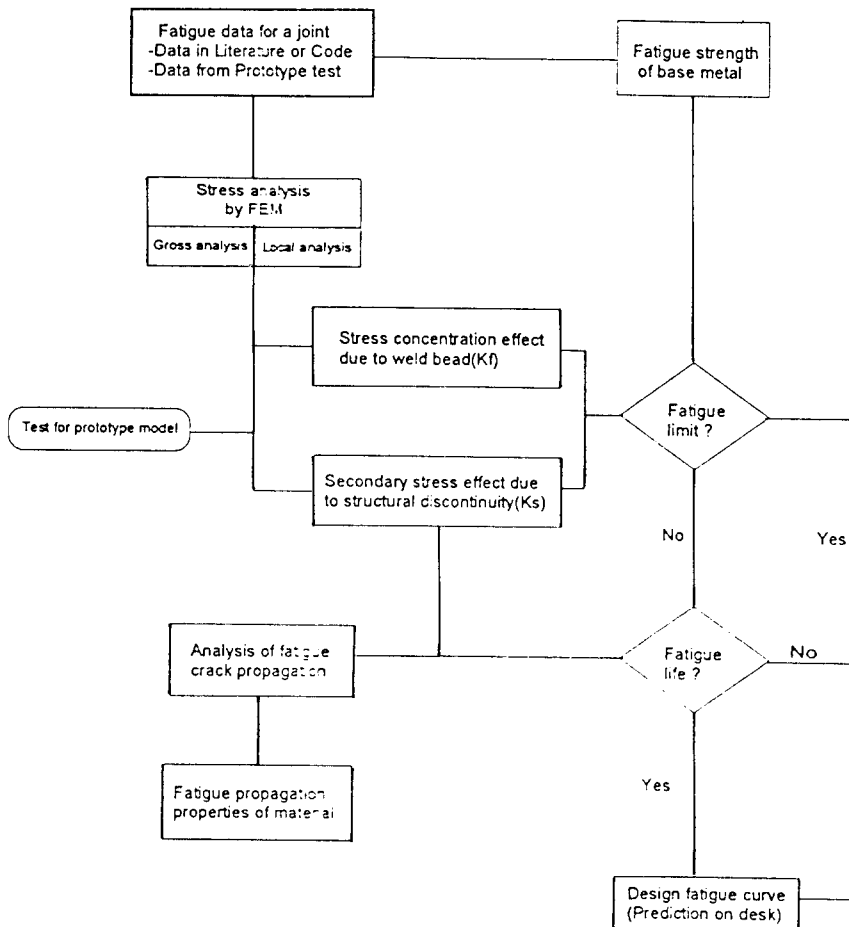 Fatigue data for a joint
-Data in Literature or Code
-Data from Prototype test
Fatigue strength
of base metal
Stress analysis
by FEM
Gross analysis
Local analysis
Stress concentration effect
due to weld bead(Kf)
Fatigue
limit ?
Test for prototype model
Secondary stress effect due
to structural discontinuity(Ks)
No
Yes
Analysis of fatigue
crack propagation
Fatigue
life ?
No
Fatigue propagation
properties of material
Yes
Design fatigue curve
(Prediction on desk)